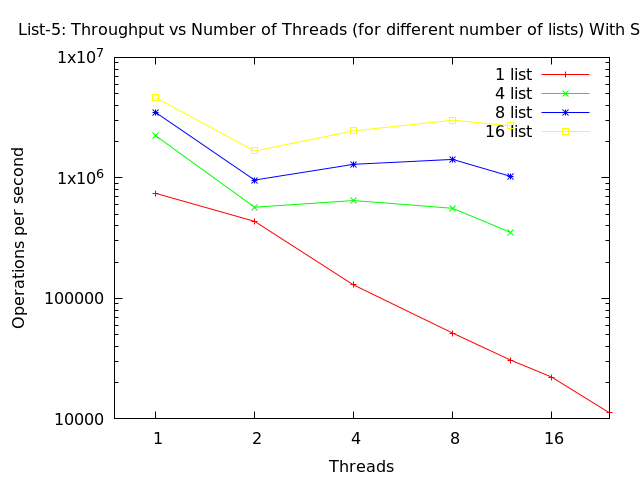 List-5: Throughput vs Number of Threads (for different number of lists) With S
1x10^7
1 list
4 list
8 list
16 list
1x10^6
100000
10000
Operations per second
1 2 4 8 16
Threads